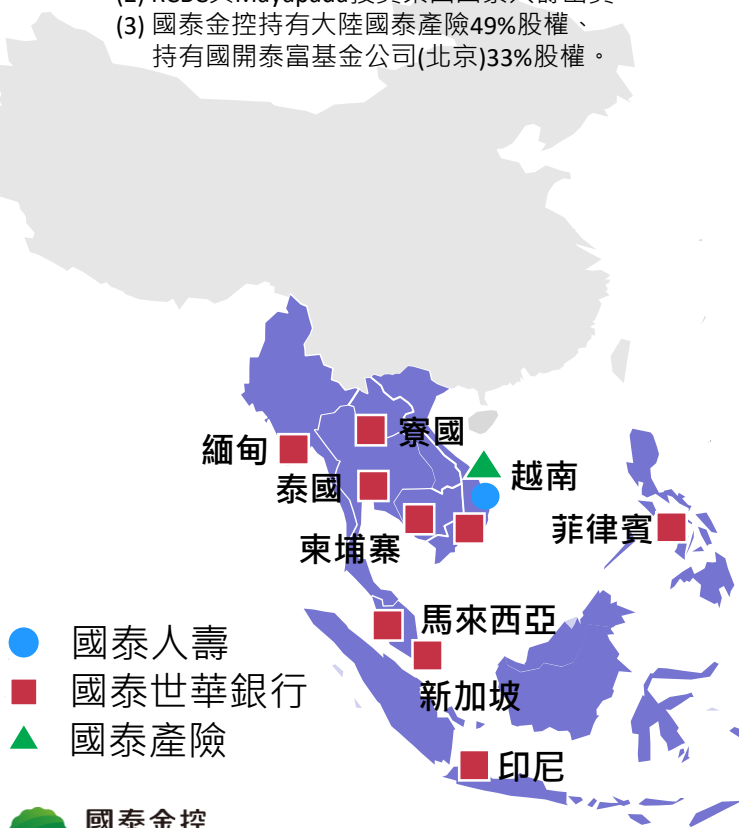 (3) 國泰金控持有大陸國泰產險49%股權、
持有國開泰富基金公司(北京)33%股權。
寮國
緬甸
越南
泰國
菲律賓
柬埔寨
馬來西亞
新加坡
印尼
國泰人壽
國泰世華銀行
國泰產險
國泰金控